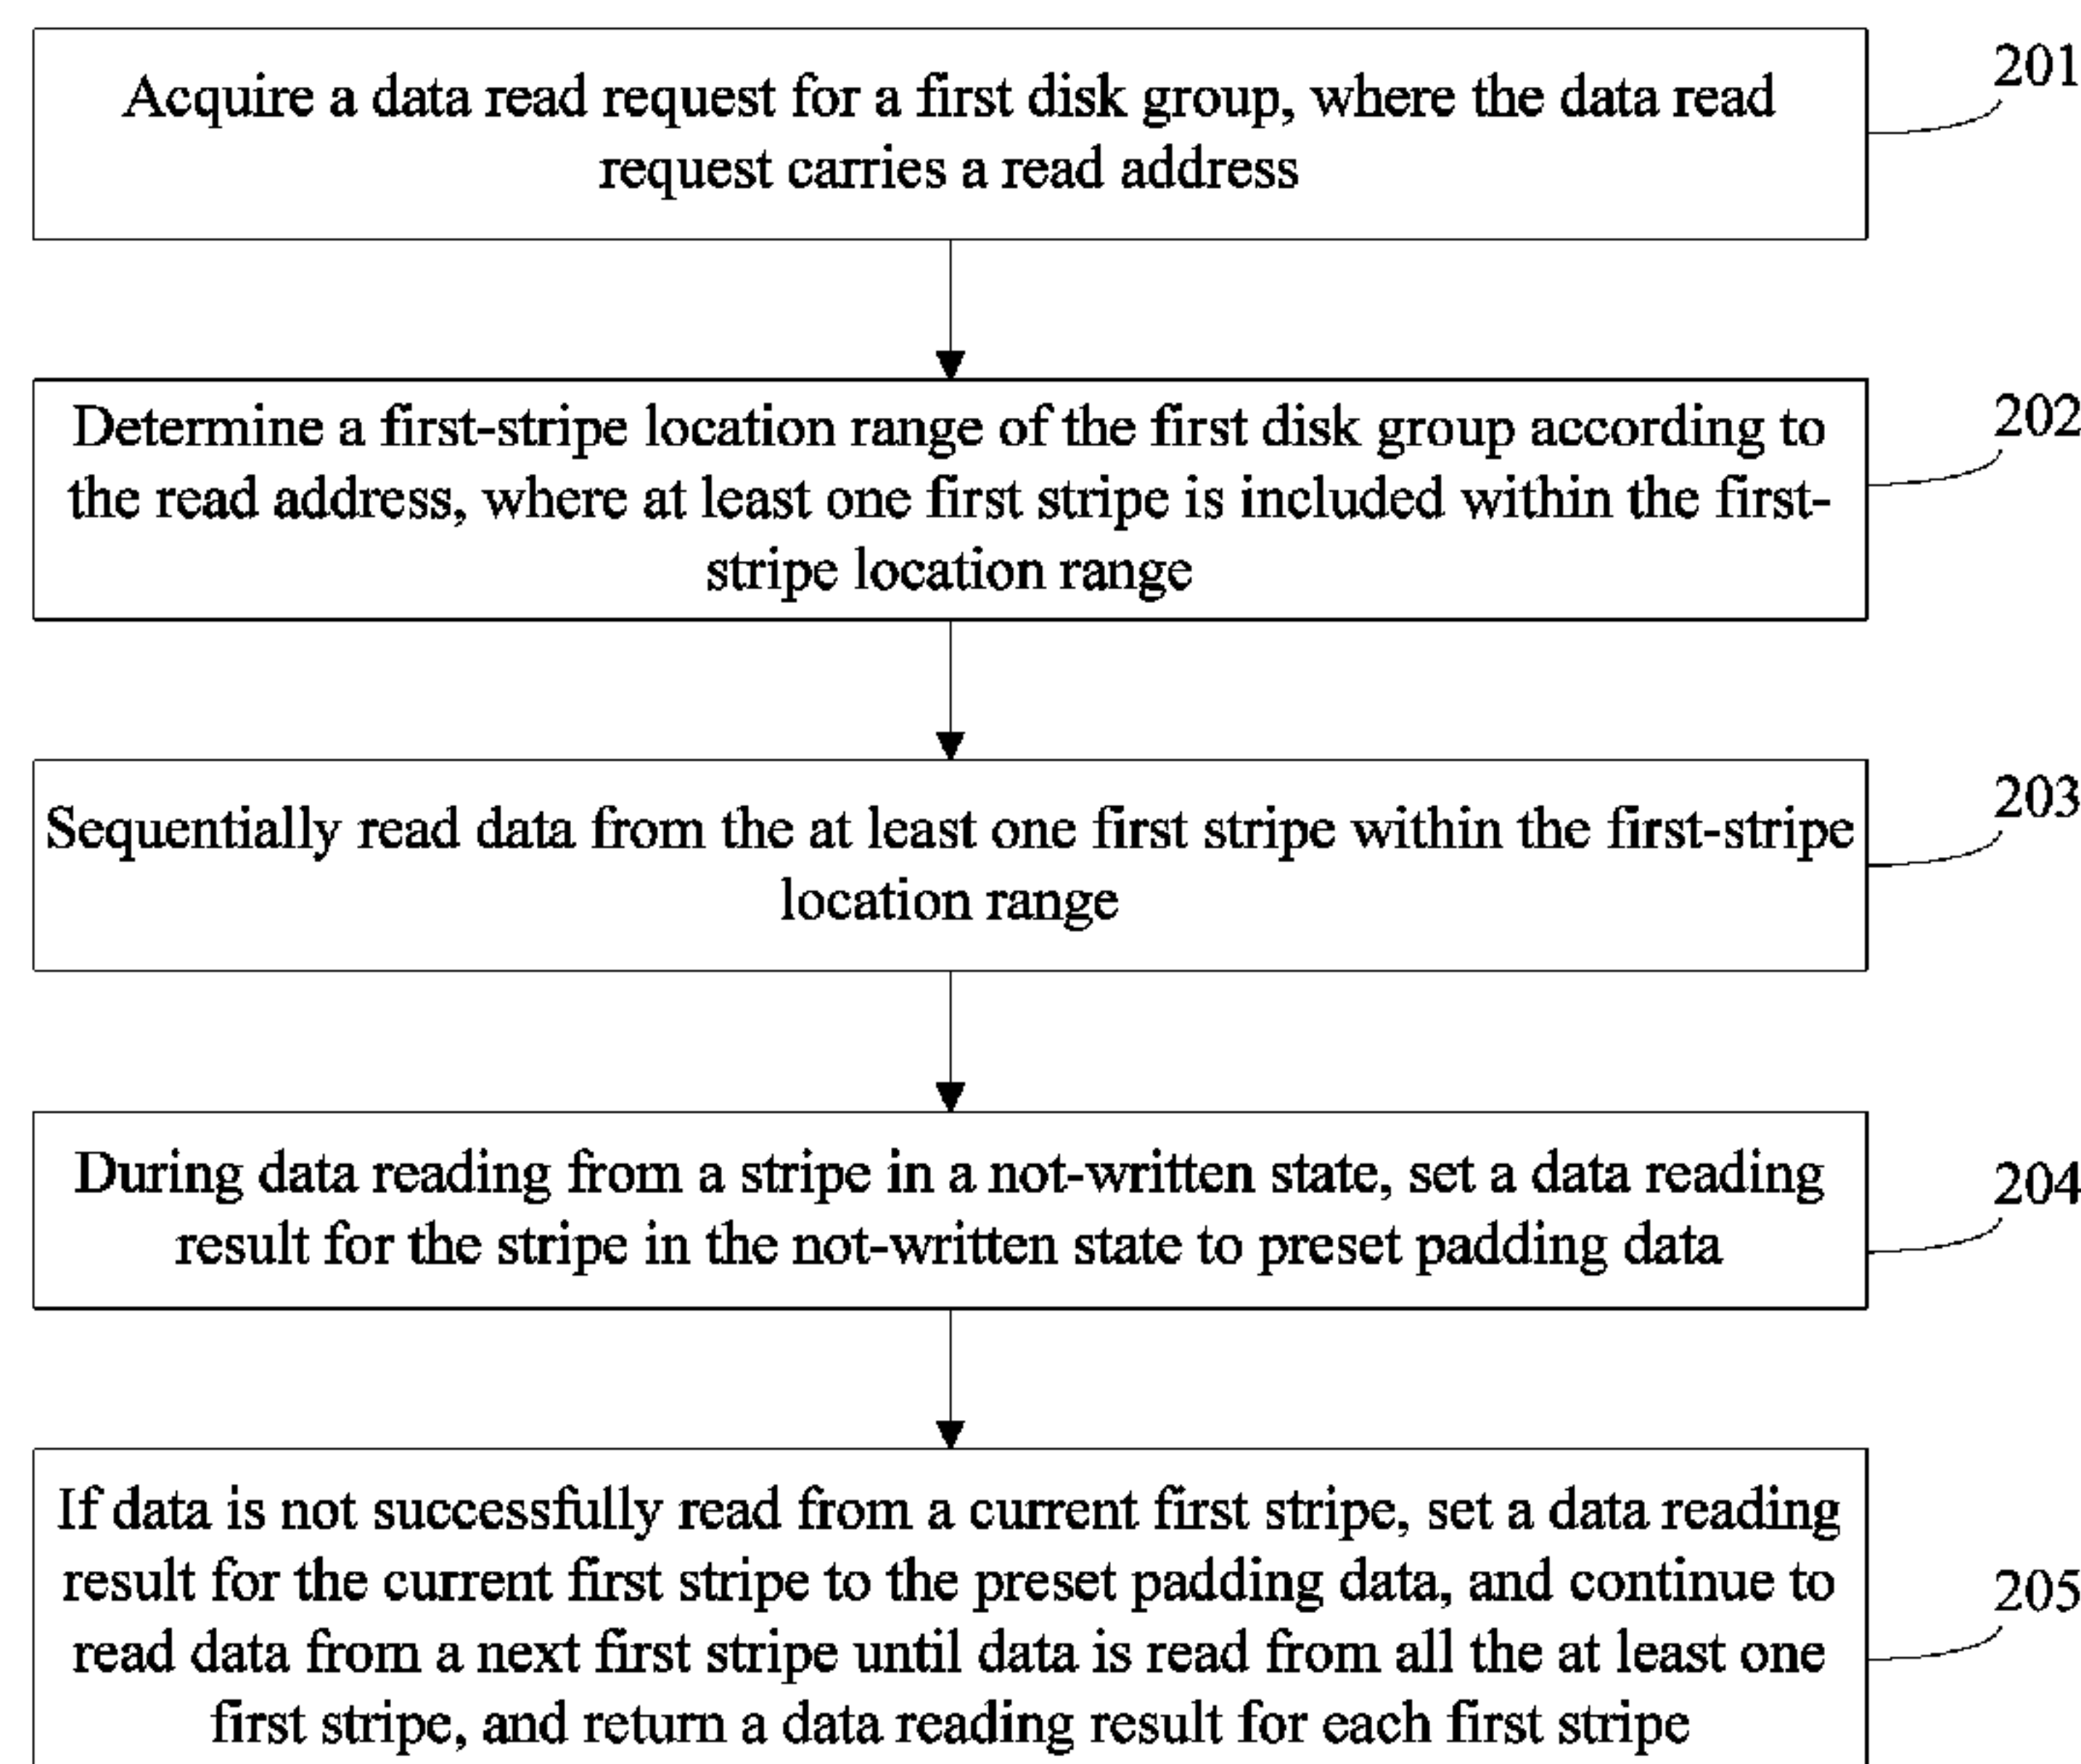 Acquire a data read request for a first disk group, where the data read
request carries a read address
201
Determine a first-stripe location range of the first disk group according to
the read address, where at least one first stripe is included within the first-
stripe location range
202
Sequentially read data from the at least one first stripe within the first-stripe
location range
203
During data reading from a stripe in a not-written state, set a data reading
result for the stripe in the not-written state to preset padding data
204
If data is not successfully read from a current first stripe, set a data reading
result for the current first stripe to the preset padding data, and continue to
read data from a next first stripe until data is read from all the at least one
first stripe, and return a data reading result for each first stripe
205